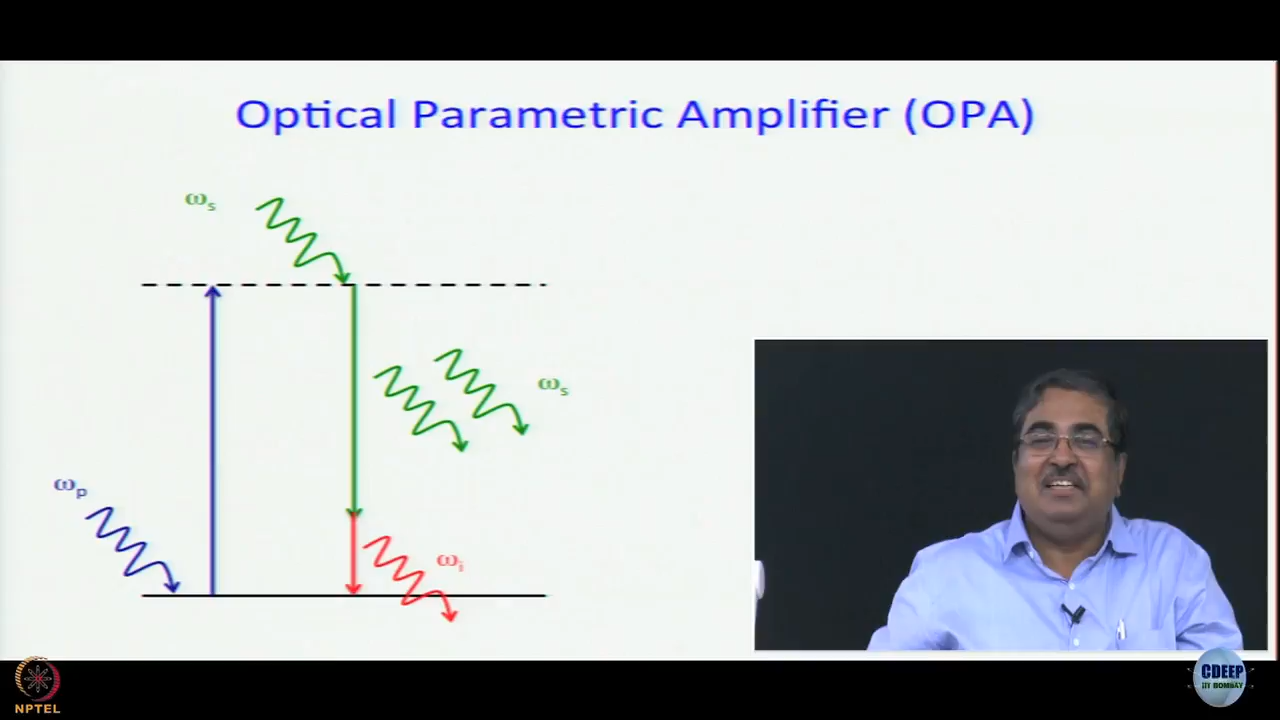 Optical Parametric Amplifier (OPA)
ωs
ωs
ωp
ωi
NPTEL
CDEEP
IIT BOMBAY